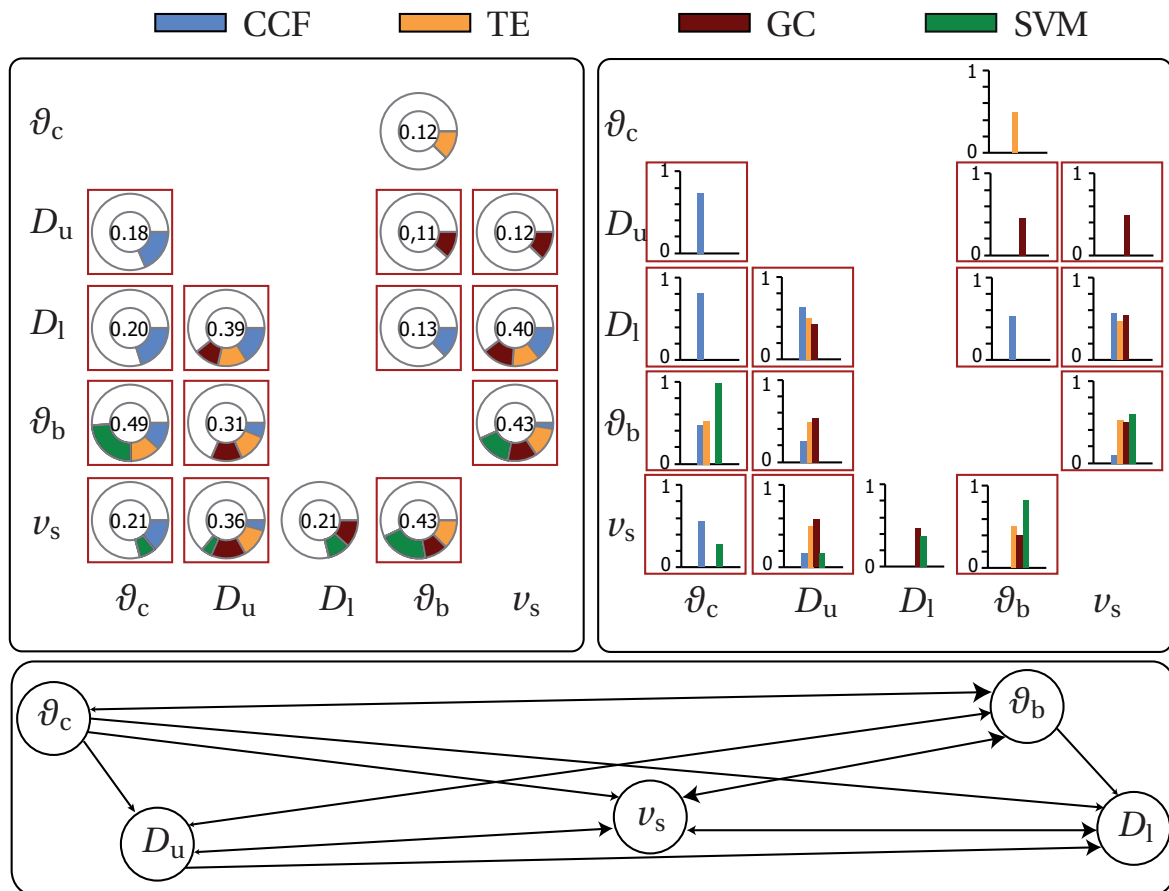 CCF TE GC SVM
ϑc 0.12
Du 0.18 0,11 0.12
Dl 0.20 0.39 0.13 0.40
ϑb 0.49 0.31 0.43
vs 0.21 0.36 0.21 0.43
ϑc Du Dl ϑb vs
ϑc 1 0
Du 1 0 1 0 1 0
Dl 1 0 1 0 1 0 1 0
ϑb 1 0 1 0 1 0
vs 1 0 1 0 1 0 1 0
ϑc Du Dl ϑb vs
ϑc ϑb
Du vs Dl